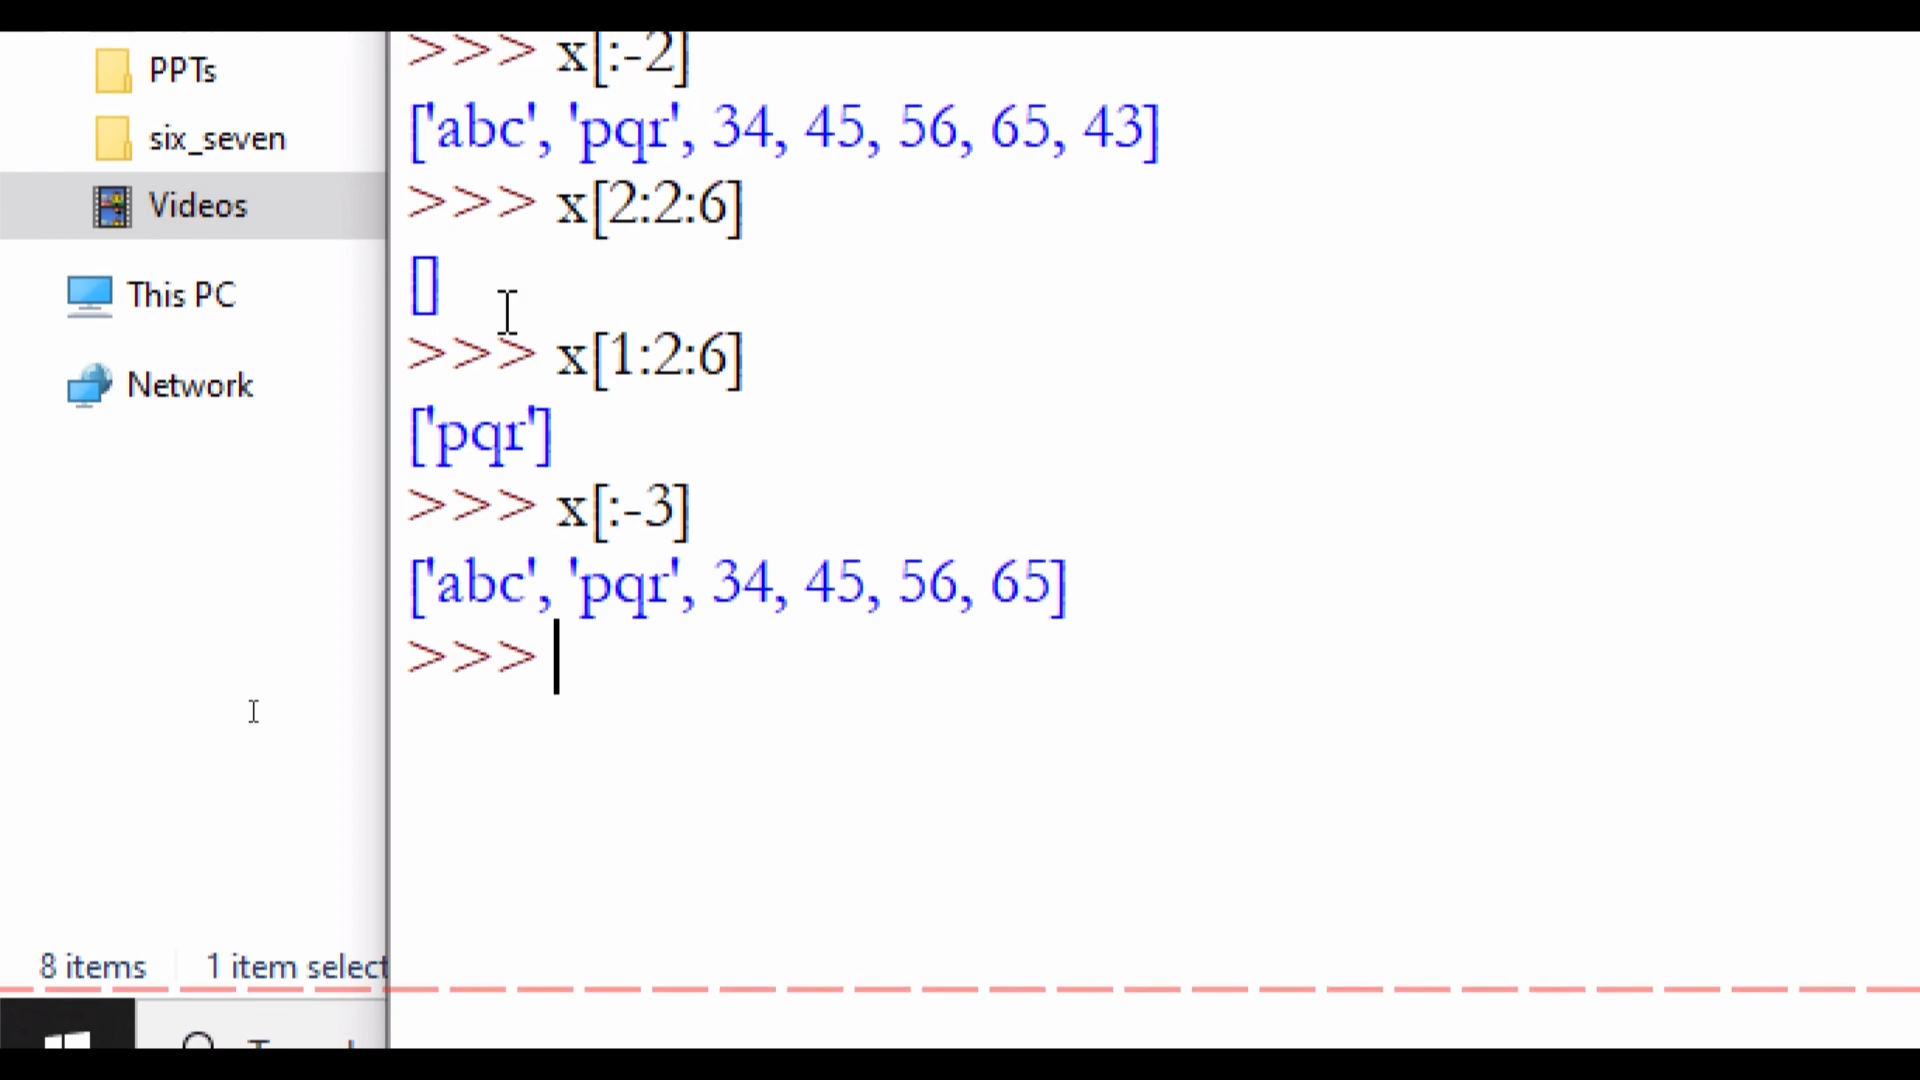 PPTs
six_seven
Videos
This PC
Network
8 items
1 item select
>>> x[:-2]
['abc', 'pqr', 34, 45, 56, 65, 43]
>>> x[2:2:6]
[]
>>> x[1:2:6]
['pqr']
>>> x[:-3]
['abc', 'pqr', 34, 45, 56, 65]
>>>